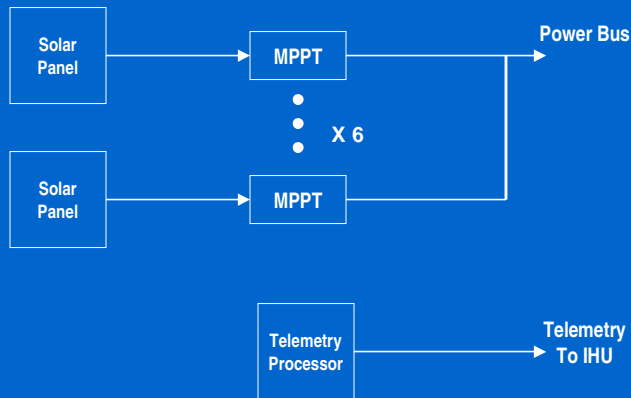 Solar
Panel
MPPT
Power Bus
X 6
Solar
Panel
MPPT
Telemetry
Processor
Telemetry
To IHU